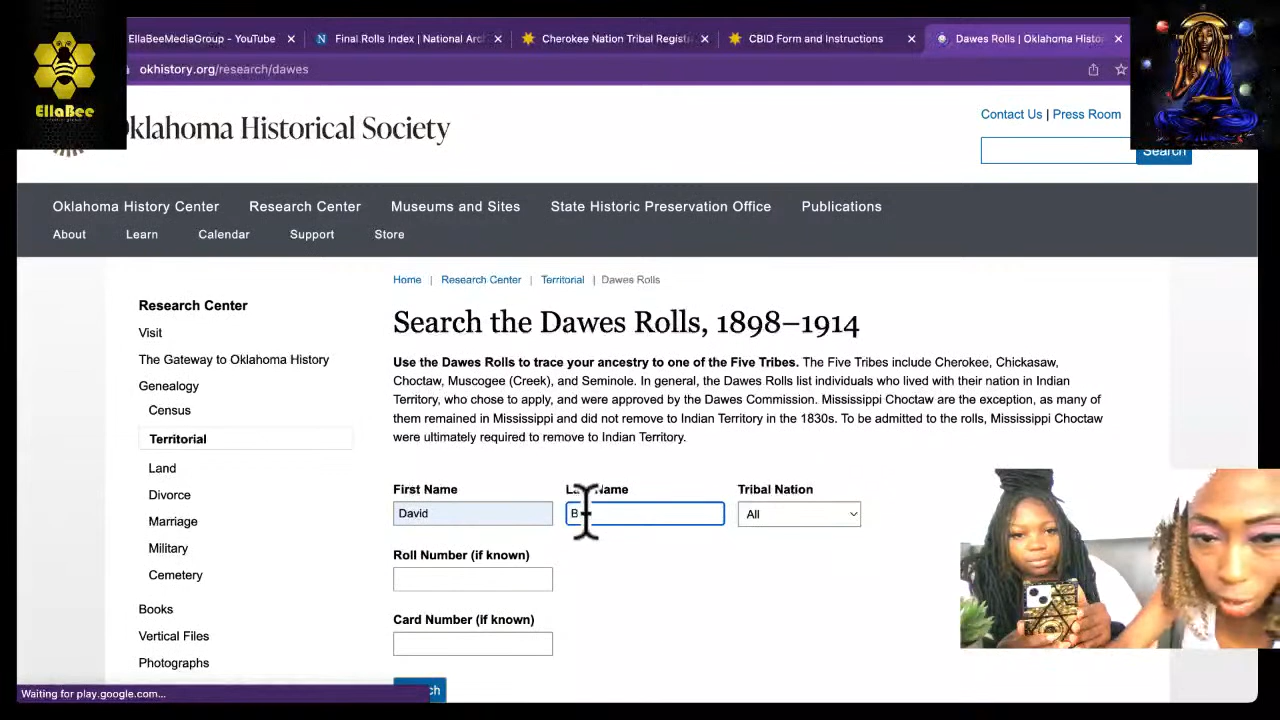 EllaBeeMediaGroup - YouTube
Final Rolls Index | National Arc
Cherokee Nation Tribal Regist
CBID Form and Instructions
Dawes Rolls | Oklahoma Histo
okhistory.org/research/dawes
EllaBee
klahoma Historical Society
Contact Us | Press Room
Search
Oklahoma History Center
Research Center
Museums and Sites
State Historic Preservation Office
Publications
About
Learn
Calendar
Support
Store
Home | Research Center | Territorial | Dawes Rolls
Research Center
Visit
The Gateway to Oklahoma History
Genealogy
Census
Territorial
Land
Divorce
Marriage
Military
Cemetery
Books
Vertical Files
Photographs
Search the Dawes Rolls, 1898–1914
Use the Dawes Rolls to trace your ancestry to one of the Five Tribes. The Five Tribes include Cherokee, Chickasaw,
Choctaw, Muscogee (Creek), and Seminole. In general, the Dawes Rolls list individuals who lived with their nation in Indian
Territory, who chose to apply, and were approved by the Dawes Commission. Mississippi Choctaw are the exception, as many of
them remained in Mississippi and did not remove to Indian Territory in the 1830s. To be admitted to the rolls, Mississippi Choctaw
were ultimately required to remove to Indian Territory.
First Name
Name
Tribal Nation
David
B
All
Roll Number (if known)
Card Number (if known)
ch
Waiting for play.google.com...